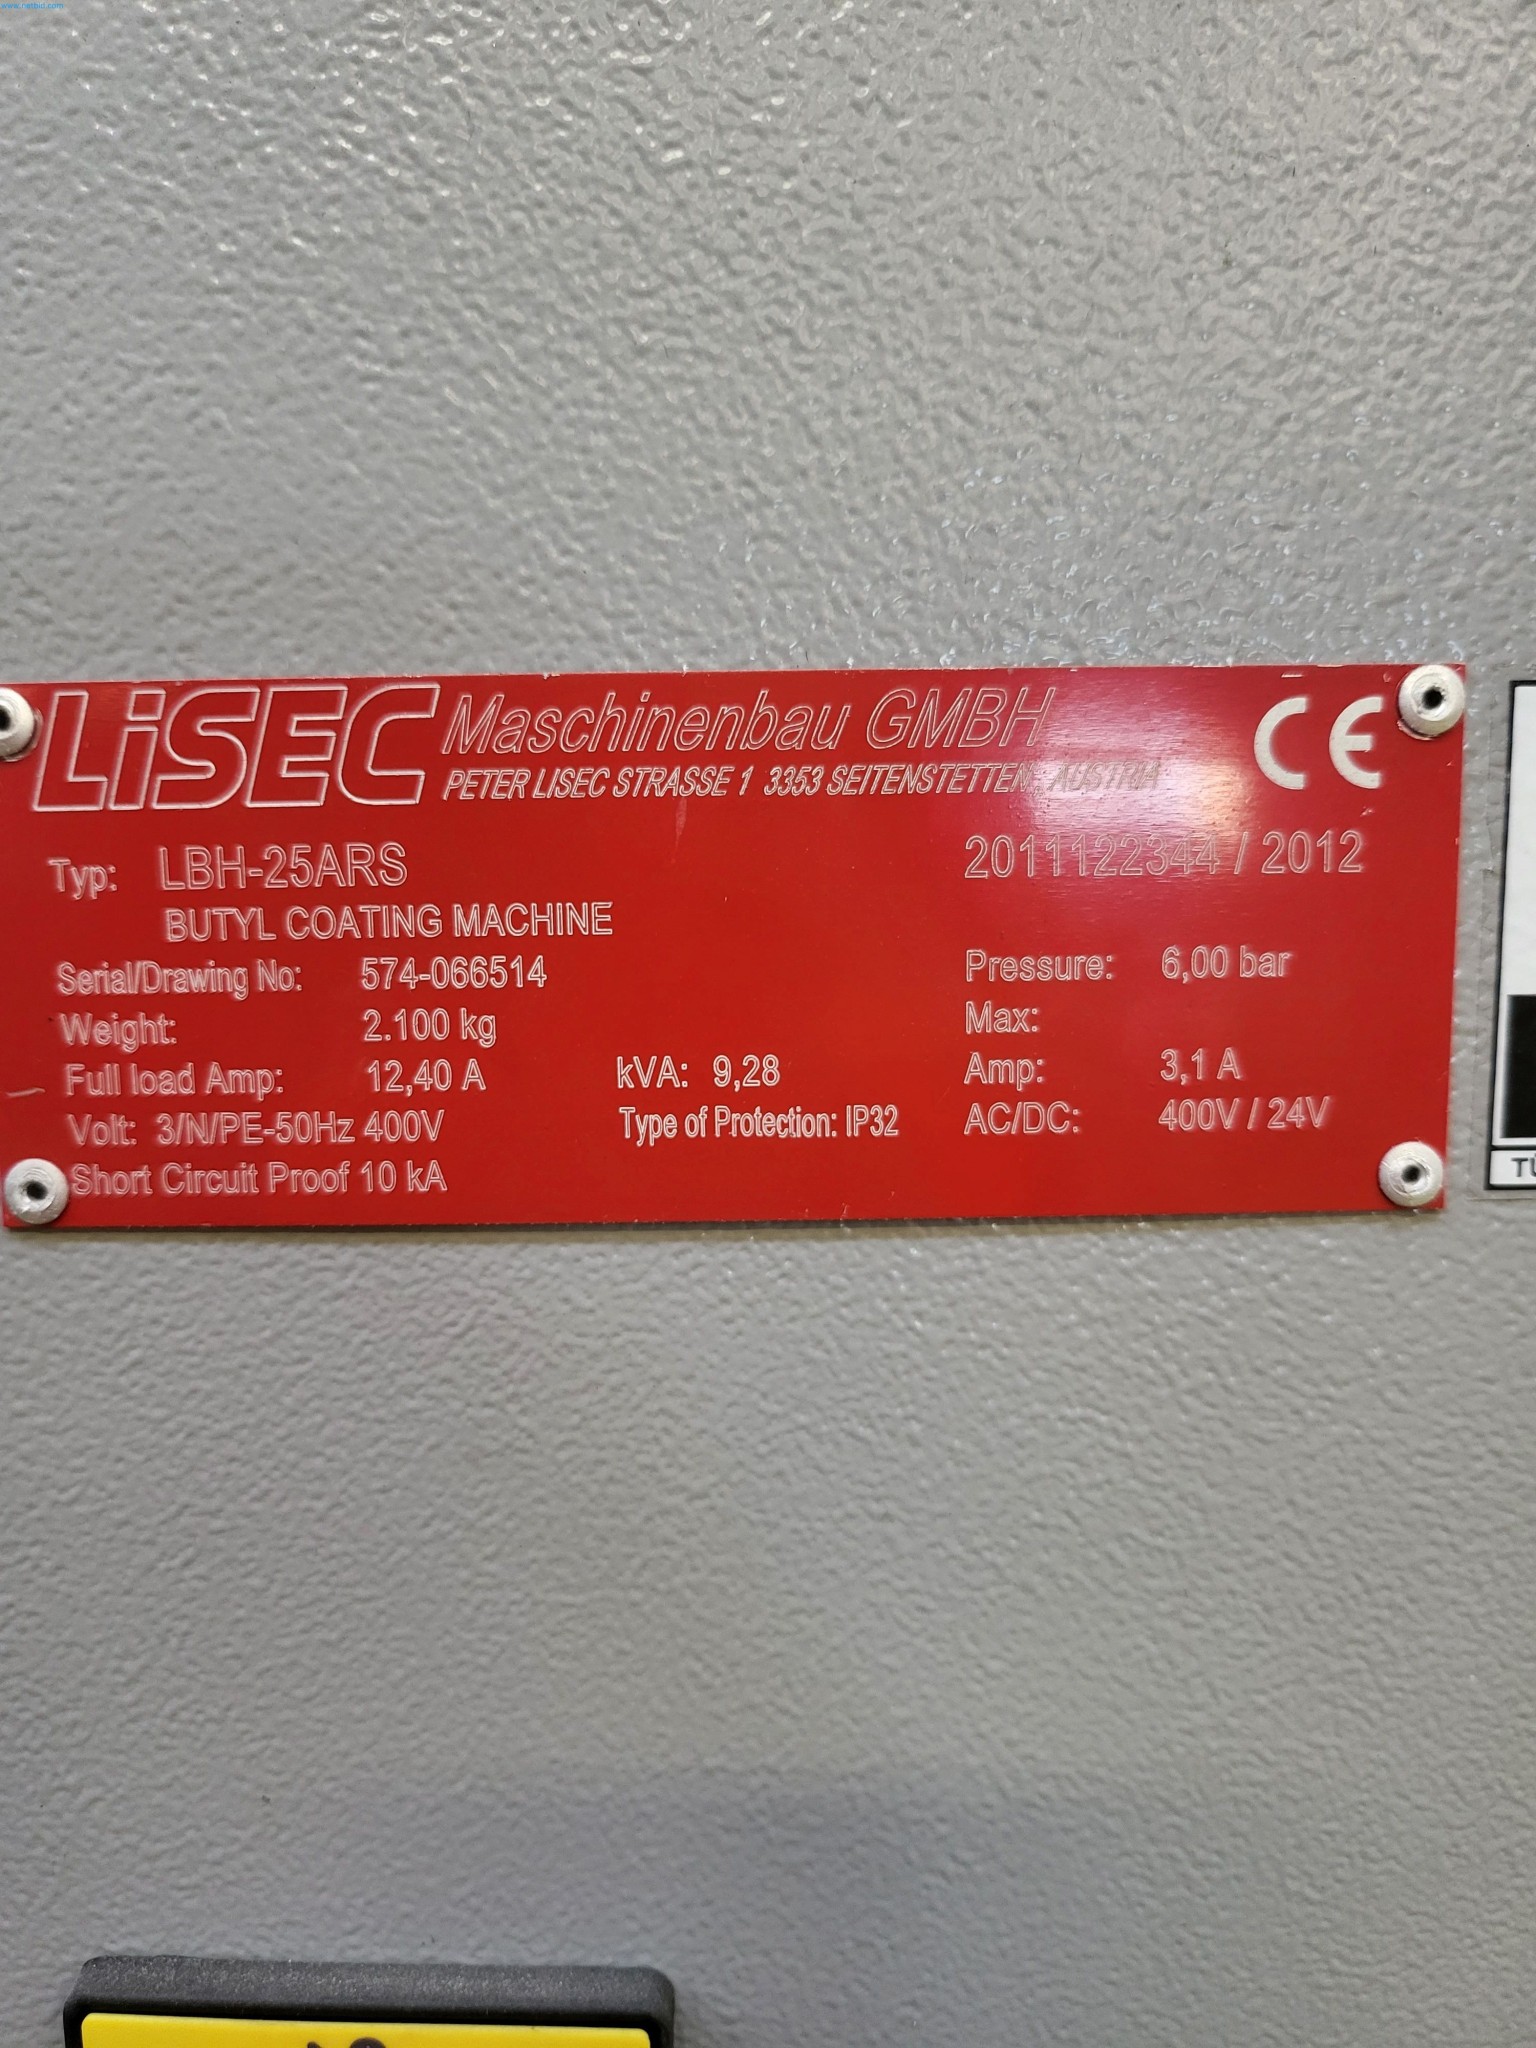 www.netbid.com
LiSEC Maschinenbau GMBH
PETER LISEC STRASSE 1 3353 SEITENSTETTEN, AUSTRIA
CE
Typ: LBH-25ARS
2011122344 / 2012
BUTYL COATING MACHINE
Serial/Drawing No: 574-066514
Pressure: 6,00 bar
Weight: 2.100 kg
Max:
Full load Amp: 12,40 A
kVA: 9,28
Amp: 3,1 A
Volt: 3/N/PE-50Hz 400V
Type of Protection: IP32
AC/DC: 400V / 24V
Short Circuit Proof 10 kA